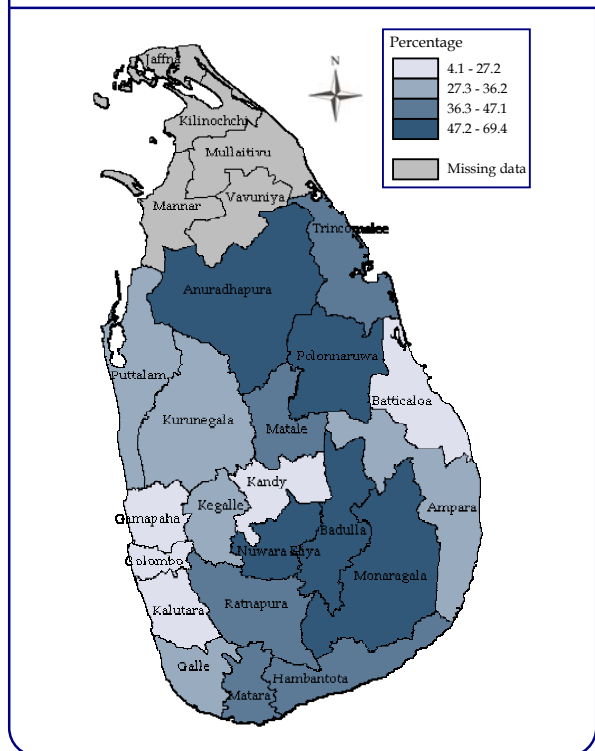 Percentage
4.1 - 27.2
27.3 - 36.2
36.3 - 47.1
47.2 - 69.4
Missing data
N
Jaffna
Kilinochchi
Mullaitivu
Vavuniya
Mannar
Trincomalee
Anuradhapura
Polonnaruwa
Puttalam
Batticaloa
Kurunegala
Matale
Kandy
Kegalle
Ampara
Gamapaha
Badulla
Nuwara Eliya
Colombo
Monaragala
Ratnapura
Kalutara
Galle
Hambantota
Matara